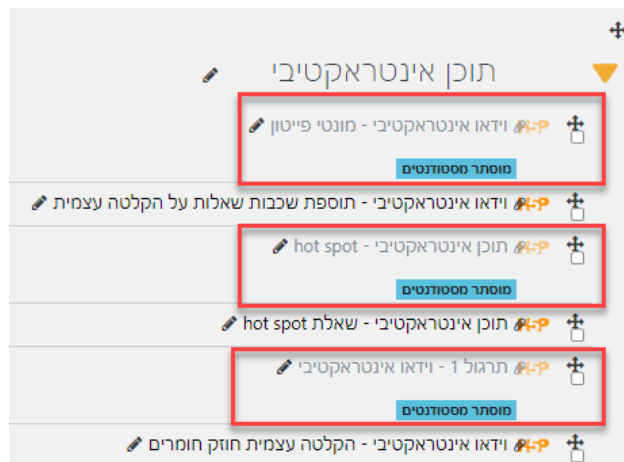 תוכן אינטראקטיבי
וידאו אינטראקטיבי - מונטי פייטון
מוסתר מסטודנטים
וידאו אינטראקטיבי - תוספת שכבות שאלות על הקלטה עצמית
תוכן אינטראקטיבי - hot spot
מוסתר מסטודנטים
תוכן אינטראקטיבי - שאלת hot spot
תרגול 1 - וידאו אינטראקטיבי
מוסתר מסטודנטים
וידאו אינטראקטיבי - הקלטה עצמית חוזק חומרים